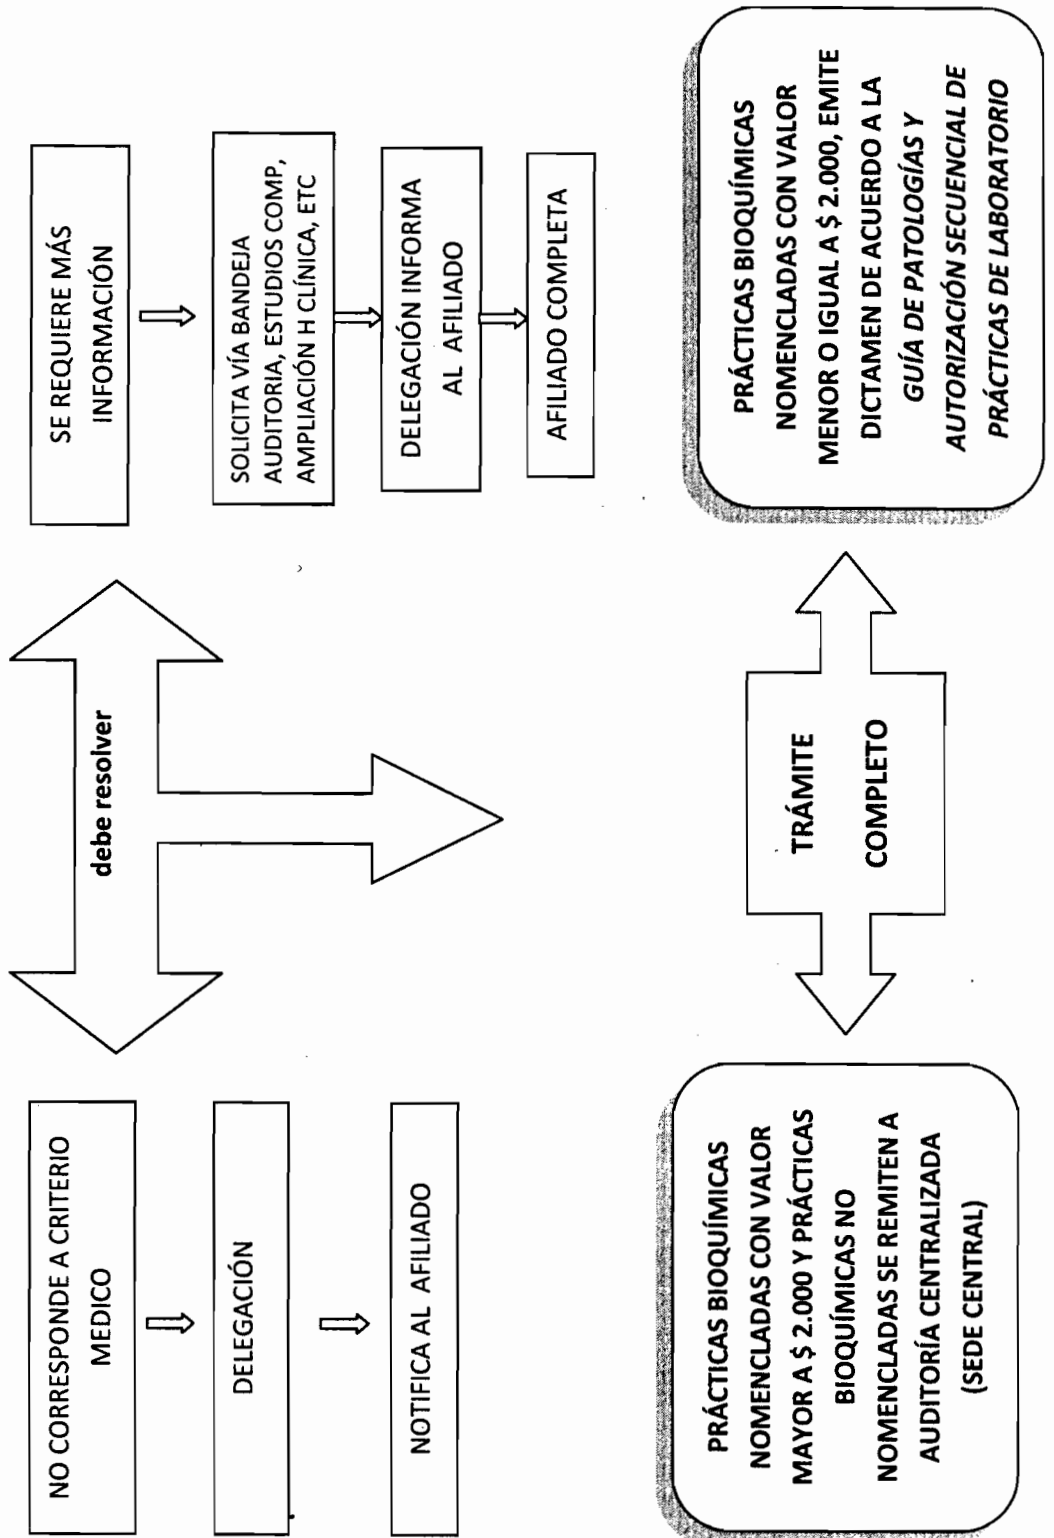 NO CORRESPONDE A CRITERIO
MEDICO
DELEGACIÓN
NOTIFICA AL AFILIADO
debe resolver
SE REQUIERE MÁS
INFORMACIÓN
SOLICITA VÍA BANDEJA
AUDITORIA, ESTUDIOS COMP,
AMPLIACIÓN H CLÍNICA, ETC
DELEGACIÓN INFORMA
AL AFILIADO
AFILIADO COMPLETA
PRÁCTICAS BIOQUÍMICAS
NOMENCLADAS CON VALOR
MAYOR A $ 2.000 Y PRÁCTICAS
BIOQUÍMICAS NO
NOMENCLADAS SE REMITEN A
AUDITORÍA CENTRALIZADA
(SEDE CENTRAL)
TRÁMITE
COMPLETO
PRÁCTICAS BIOQUÍMICAS
NOMENCLADAS CON VALOR
MENOR O IGUAL A $ 2.000, EMITE
DICTAMEN DE ACUERDO A LA
GUÍA DE PATOLOGÍAS Y
AUTORIZACIÓN SECUENCIAL DE
PRÁCTICAS DE LABORATORIO